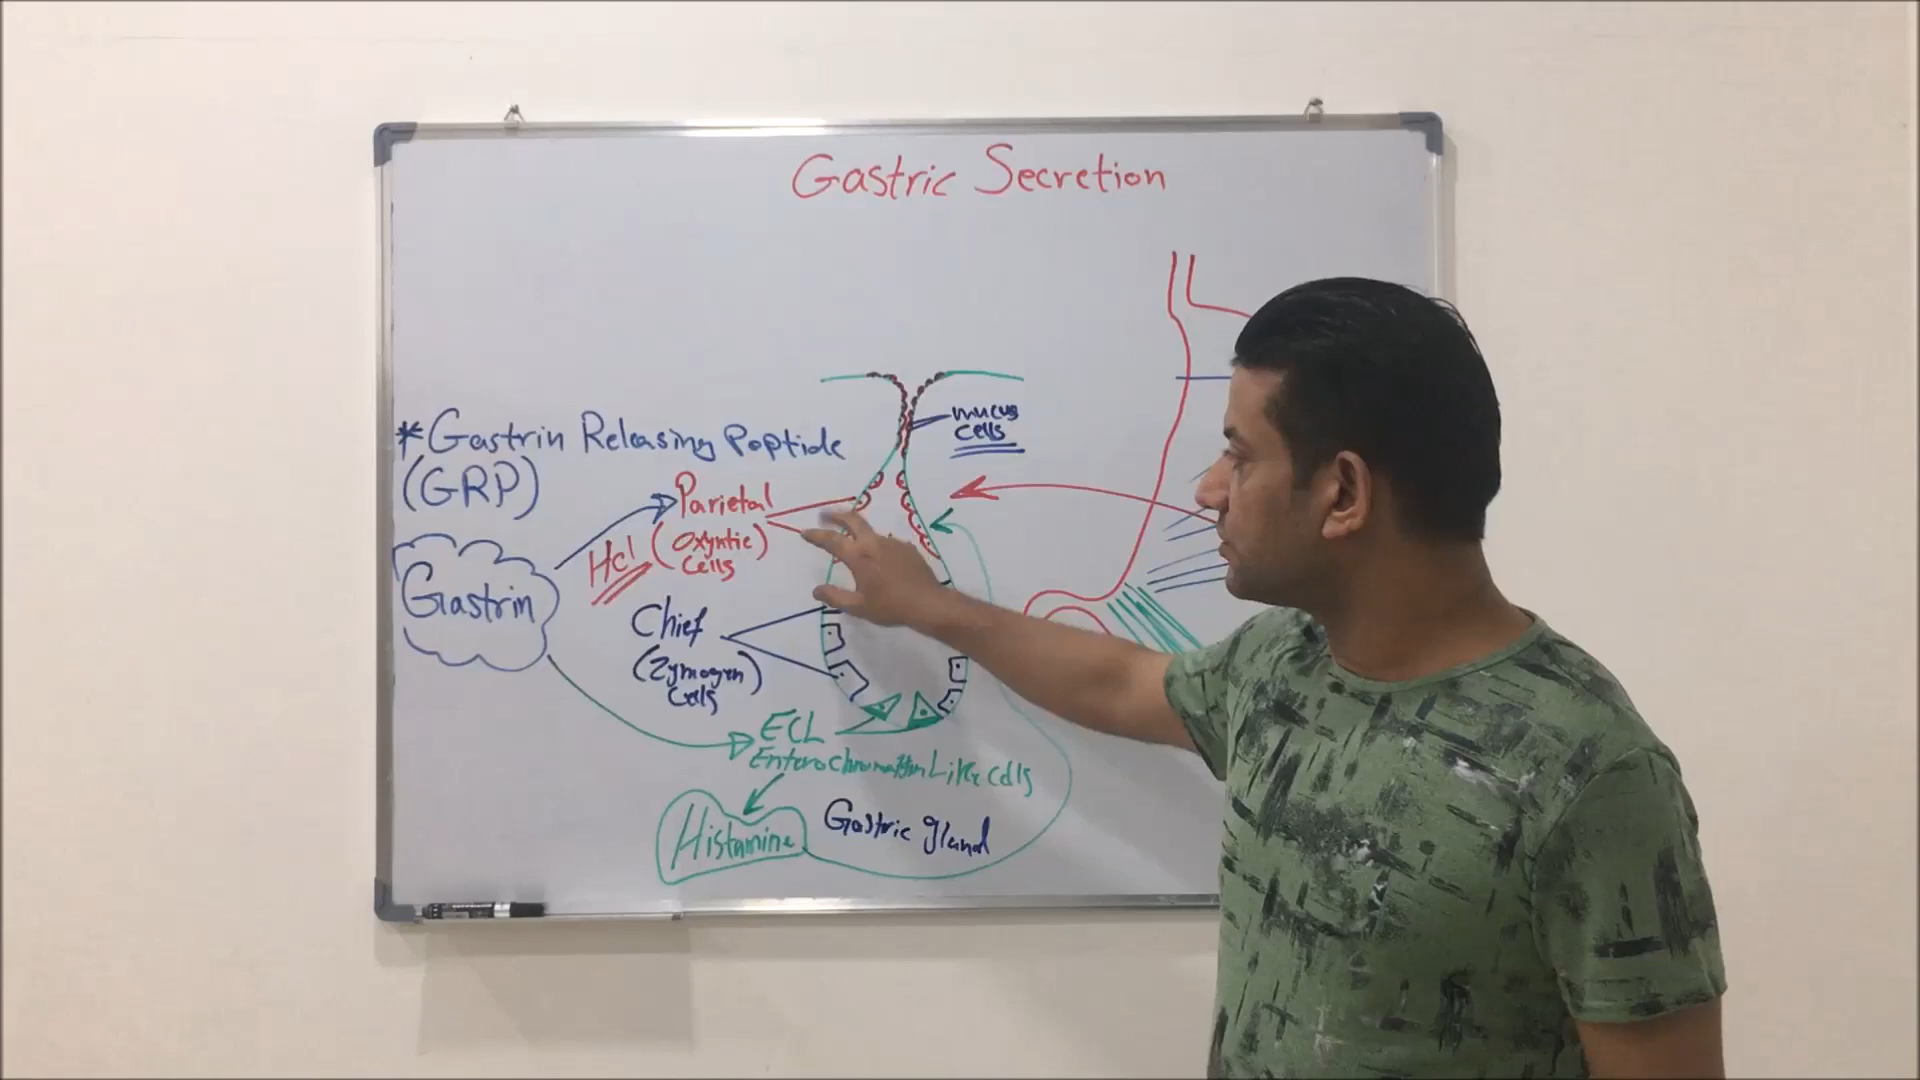 Gastric Secretion
mucus
cells
*Gastrin Releasing Peptide
(GRP)
Parietal
(Oxyntic)
cells
HCl
Gastrin
Chief
(Zymogen)
Cells
ECL
Enterochromaffin Like cells
Histamine
Gastric gland